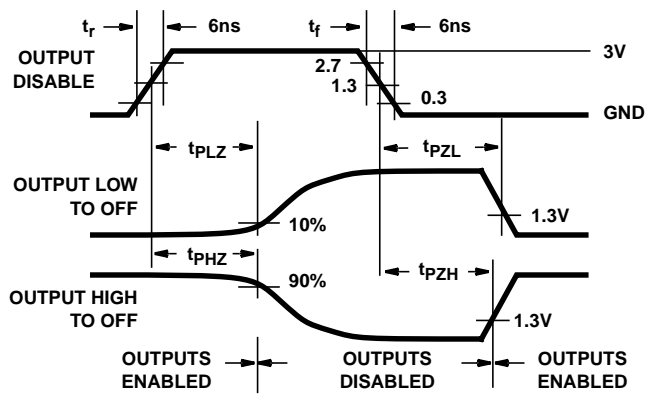 tr 6ns tf 6ns
OUTPUT
DISABLE
2.7
1.3
0.3
3V
GND
tPLZ
tPZL
OUTPUT LOW
TO OFF
10%
1.3V
tPHZ
90%
tPZH
OUTPUT HIGH
TO OFF
1.3V
OUTPUTS
ENABLED
OUTPUTS
DISABLED
OUTPUTS
ENABLED